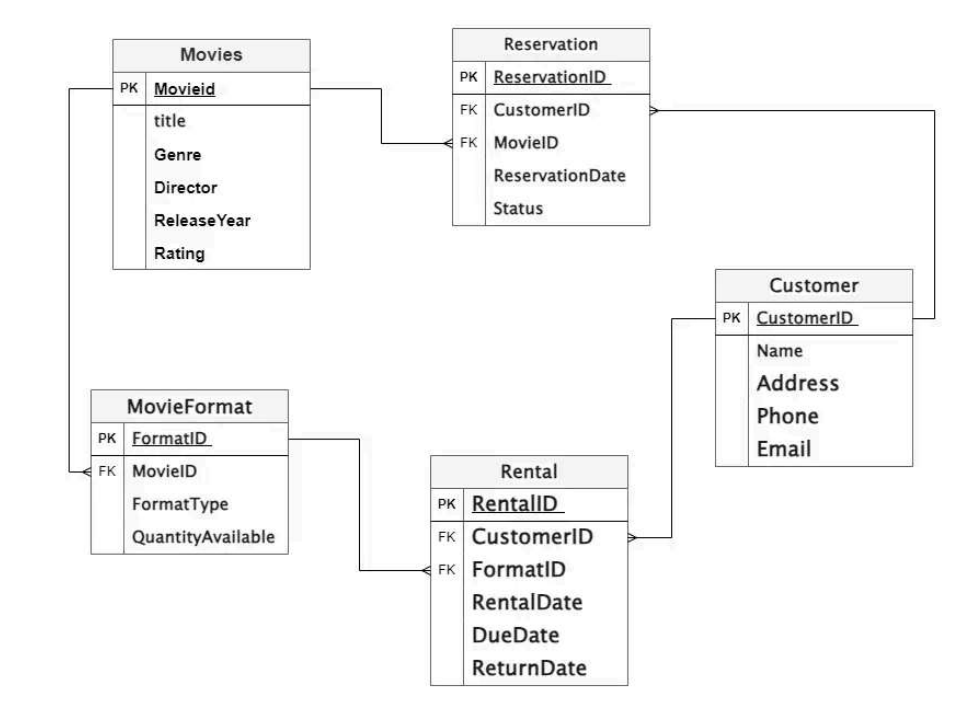 Movies
PK Movieid
title
Genre
Director
ReleaseYear
Rating
Reservation
PK ReservationID
FK CustomerID
FK MovieID
ReservationDate
Status
Customer
PK CustomerID
Name
Address
Phone
Email
MovieFormat
PK FormatID
FK MovieID
FormatType
QuantityAvailable
Rental
PK RentalID
FK CustomerID
FK FormatID
RentalDate
DueDate
ReturnDate